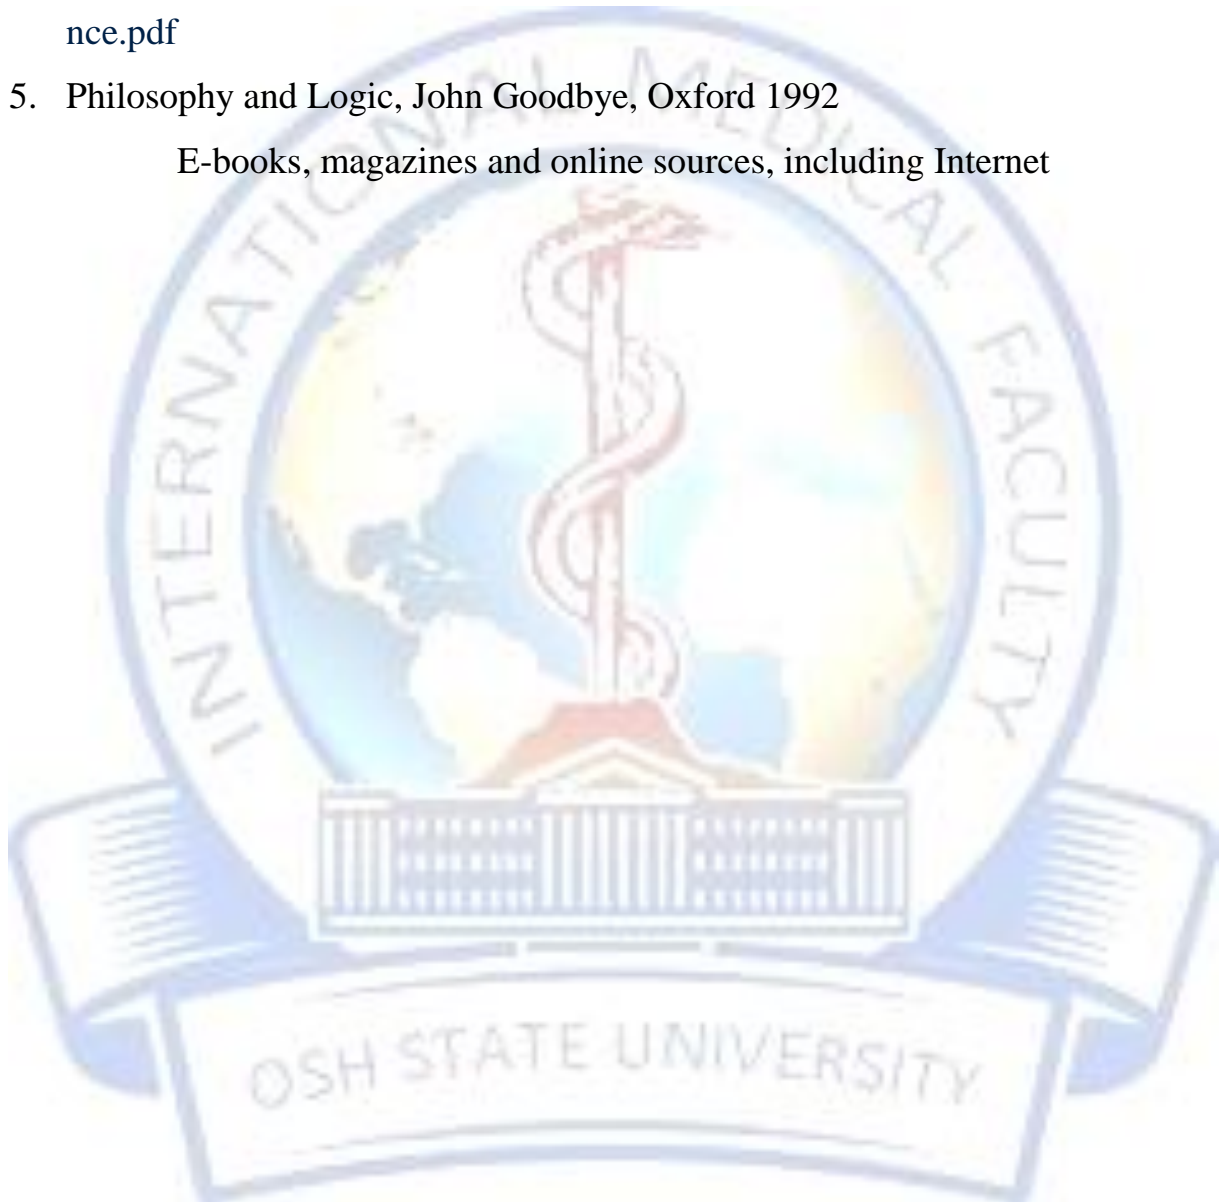 nce.pdf
5. Philosophy and Logic, John Goodbye, Oxford 1992
E-books, magazines and online sources, including Internet
INTERNATIONAL MEDICAL FACULTY
OSH STATE UNIVERSITY